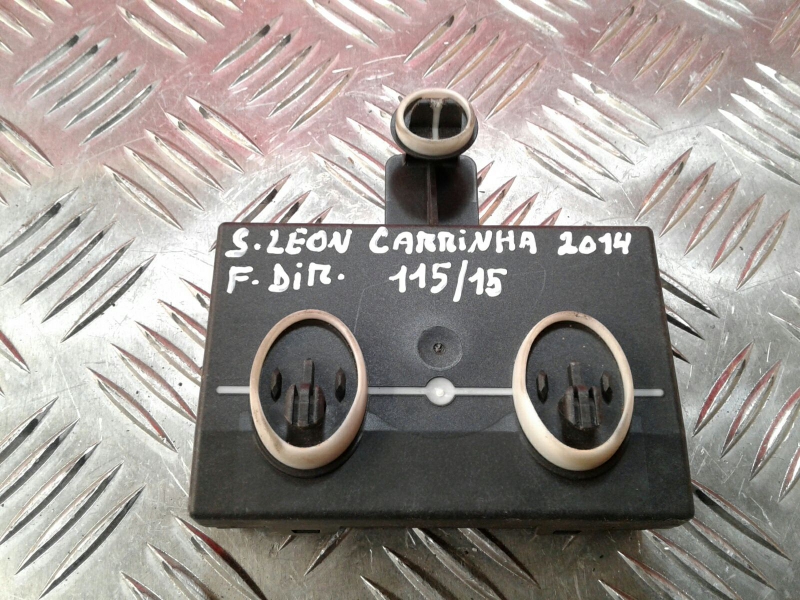 S. LEON CARRINHA 2014
F. DIR. 115/15